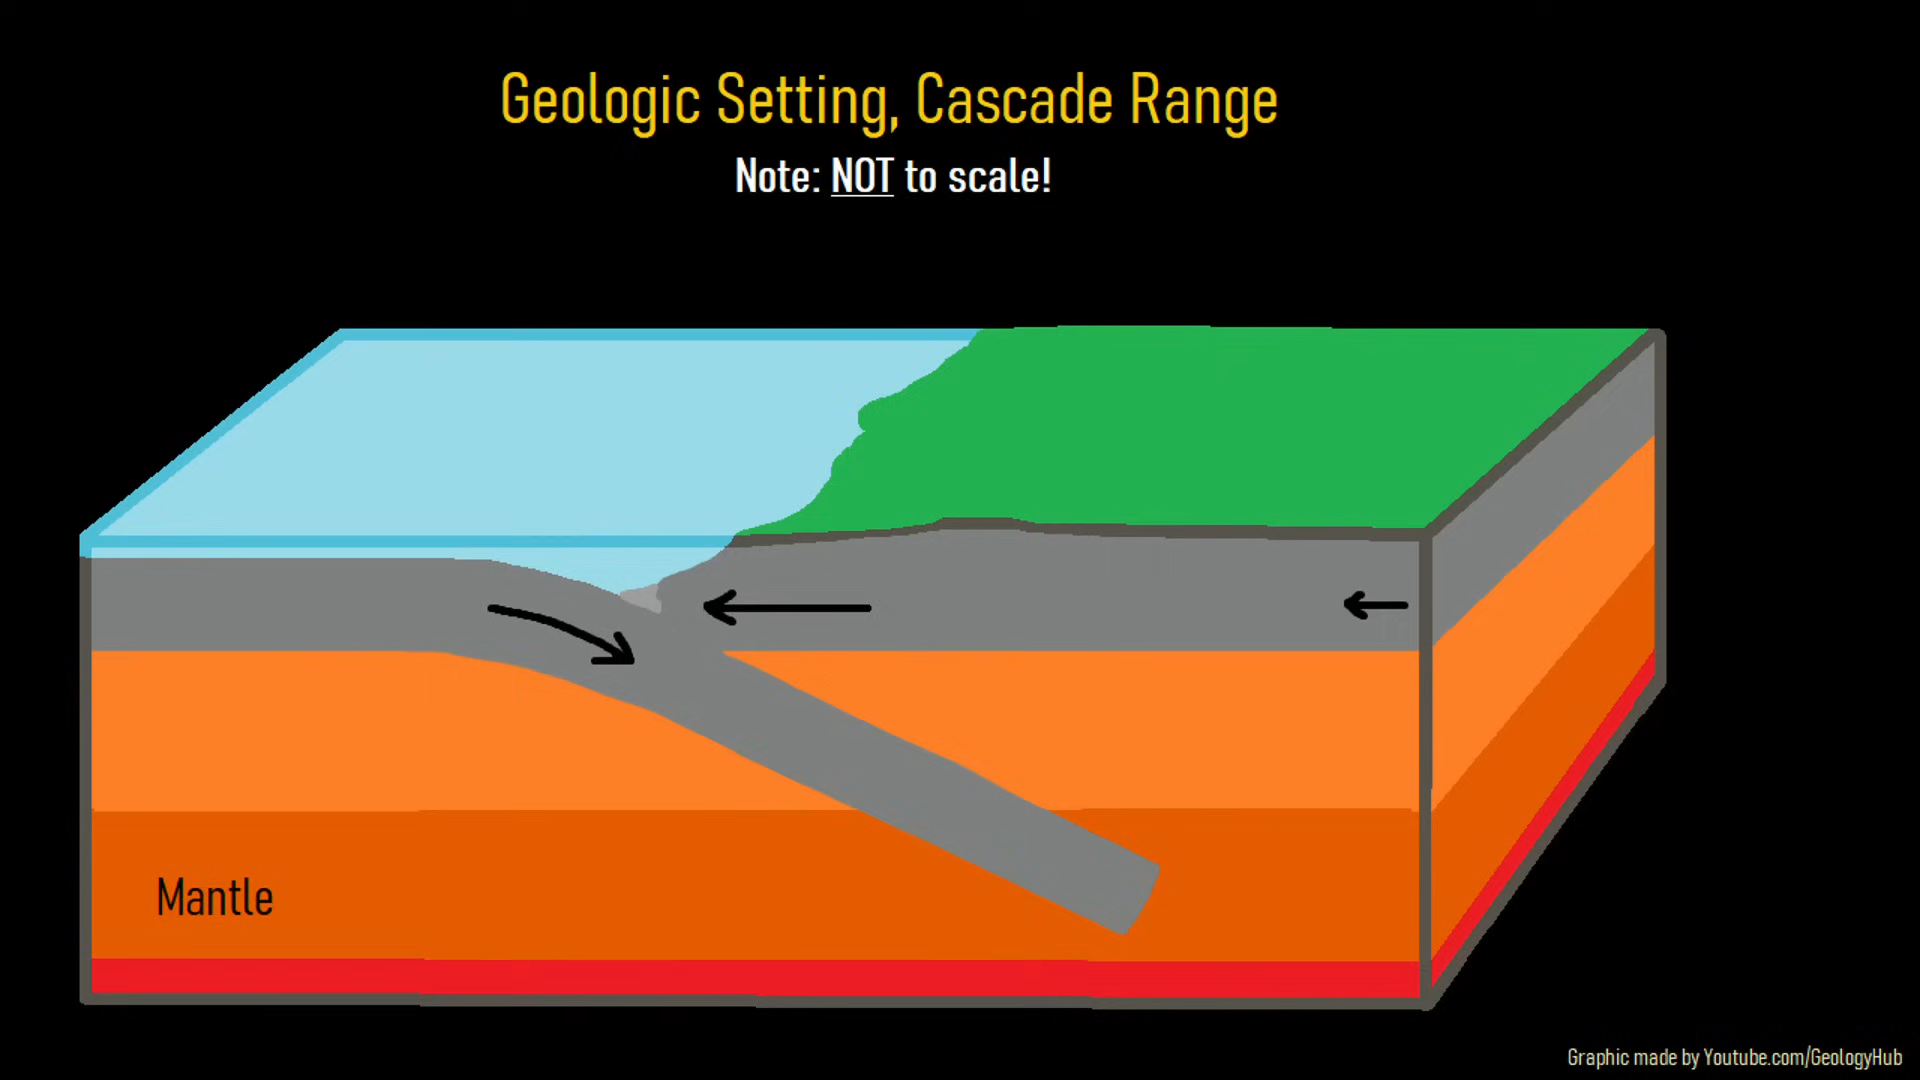 Geologic Setting, Cascade Range
Note: NOT to scale!
Mantle
Graphic made by Youtube.com/GeologyHub